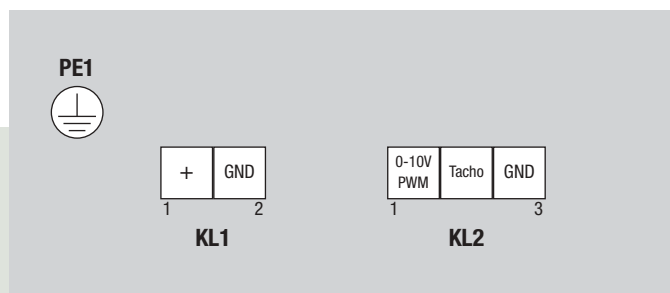 PE1
+ GND
1 2
KL1
0-10V
PWM Tacho GND
1 3
KL2